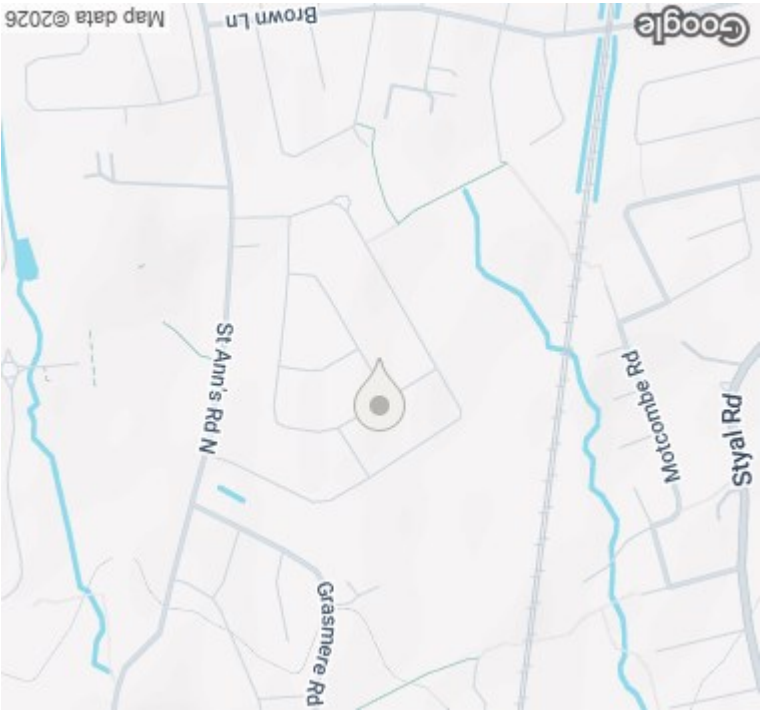 Map data ©2026
Brown Ln
Google
St Ann's Rd N
Motcombe Rd
Styal Rd
Grasmere Rd